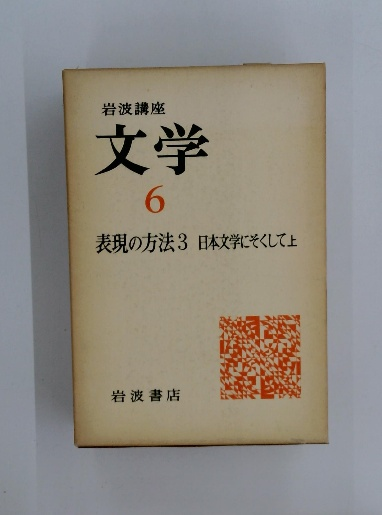 岩波講座
文学
6
表現の方法3 日本文学にそくして上
岩波書店